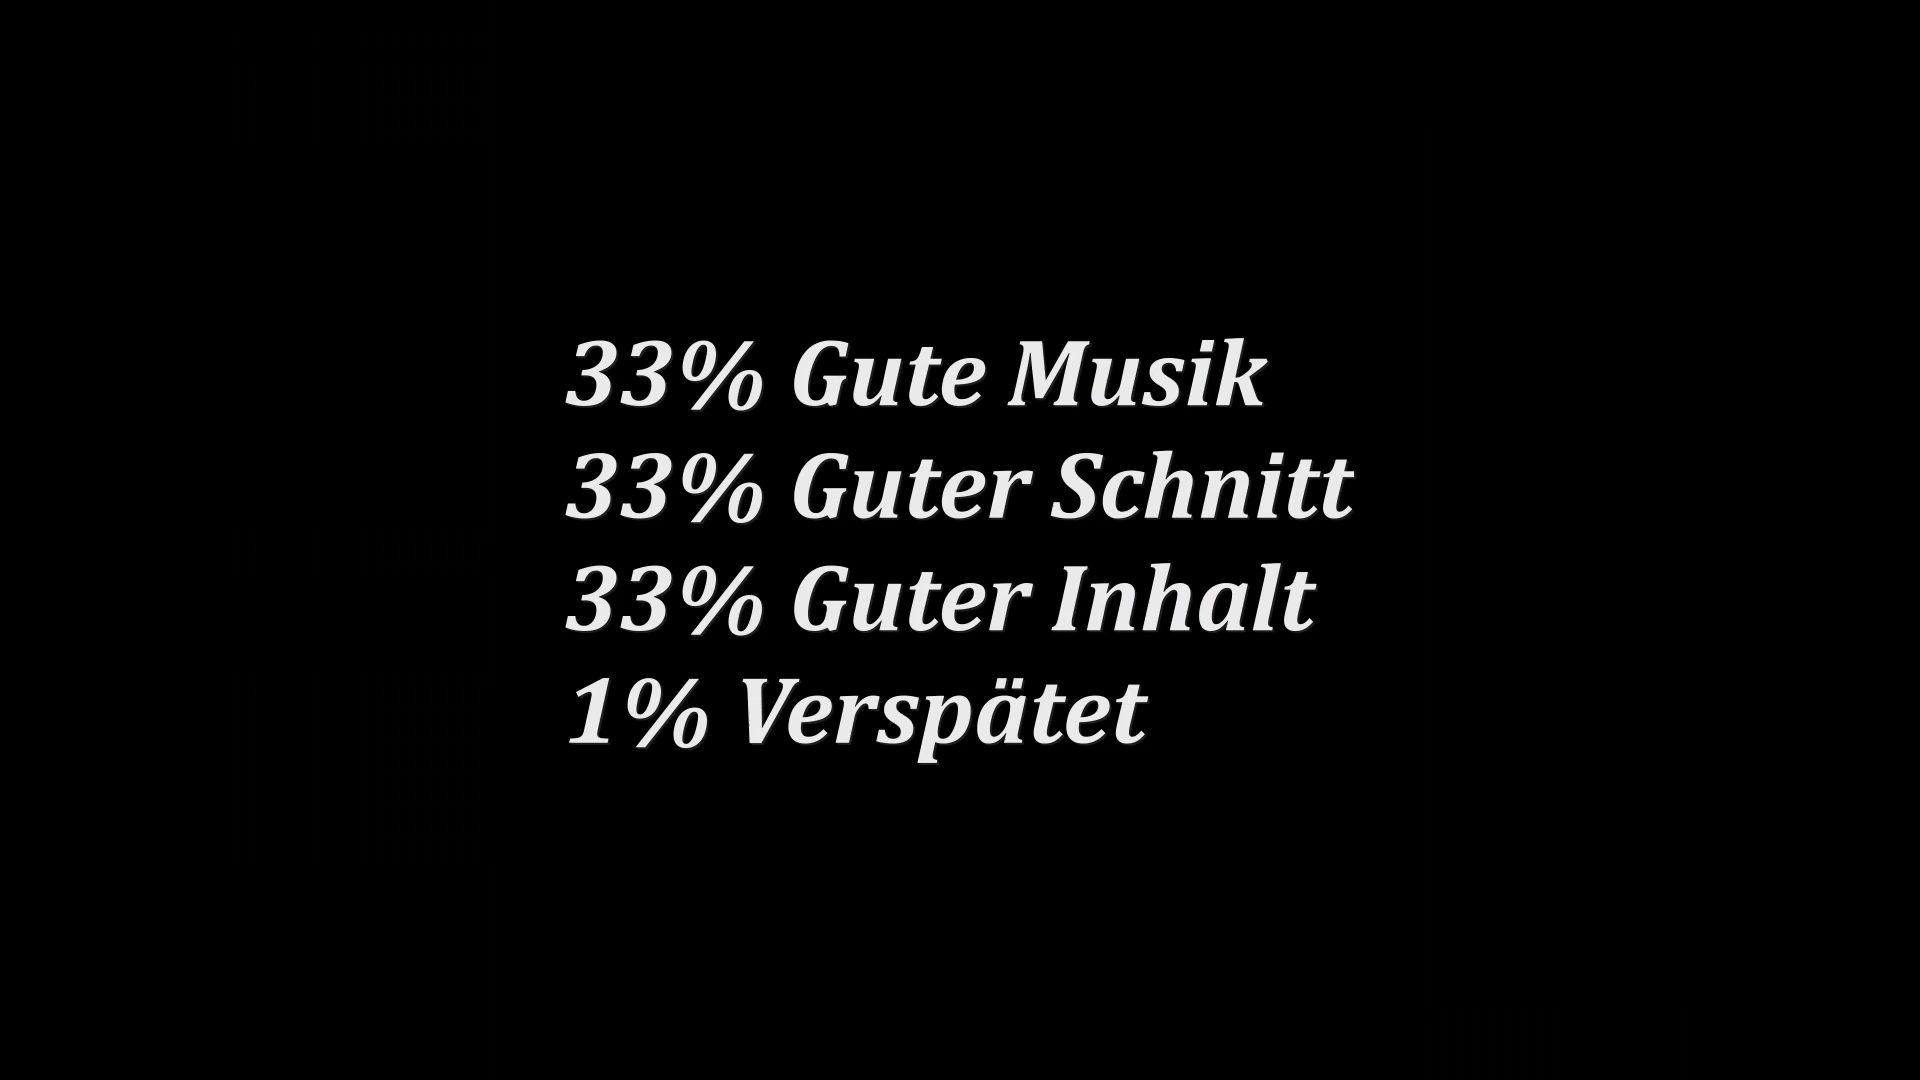 33% Gute Musik
33% Guter Schnitt
33% Guter Inhalt
1% Verspätet